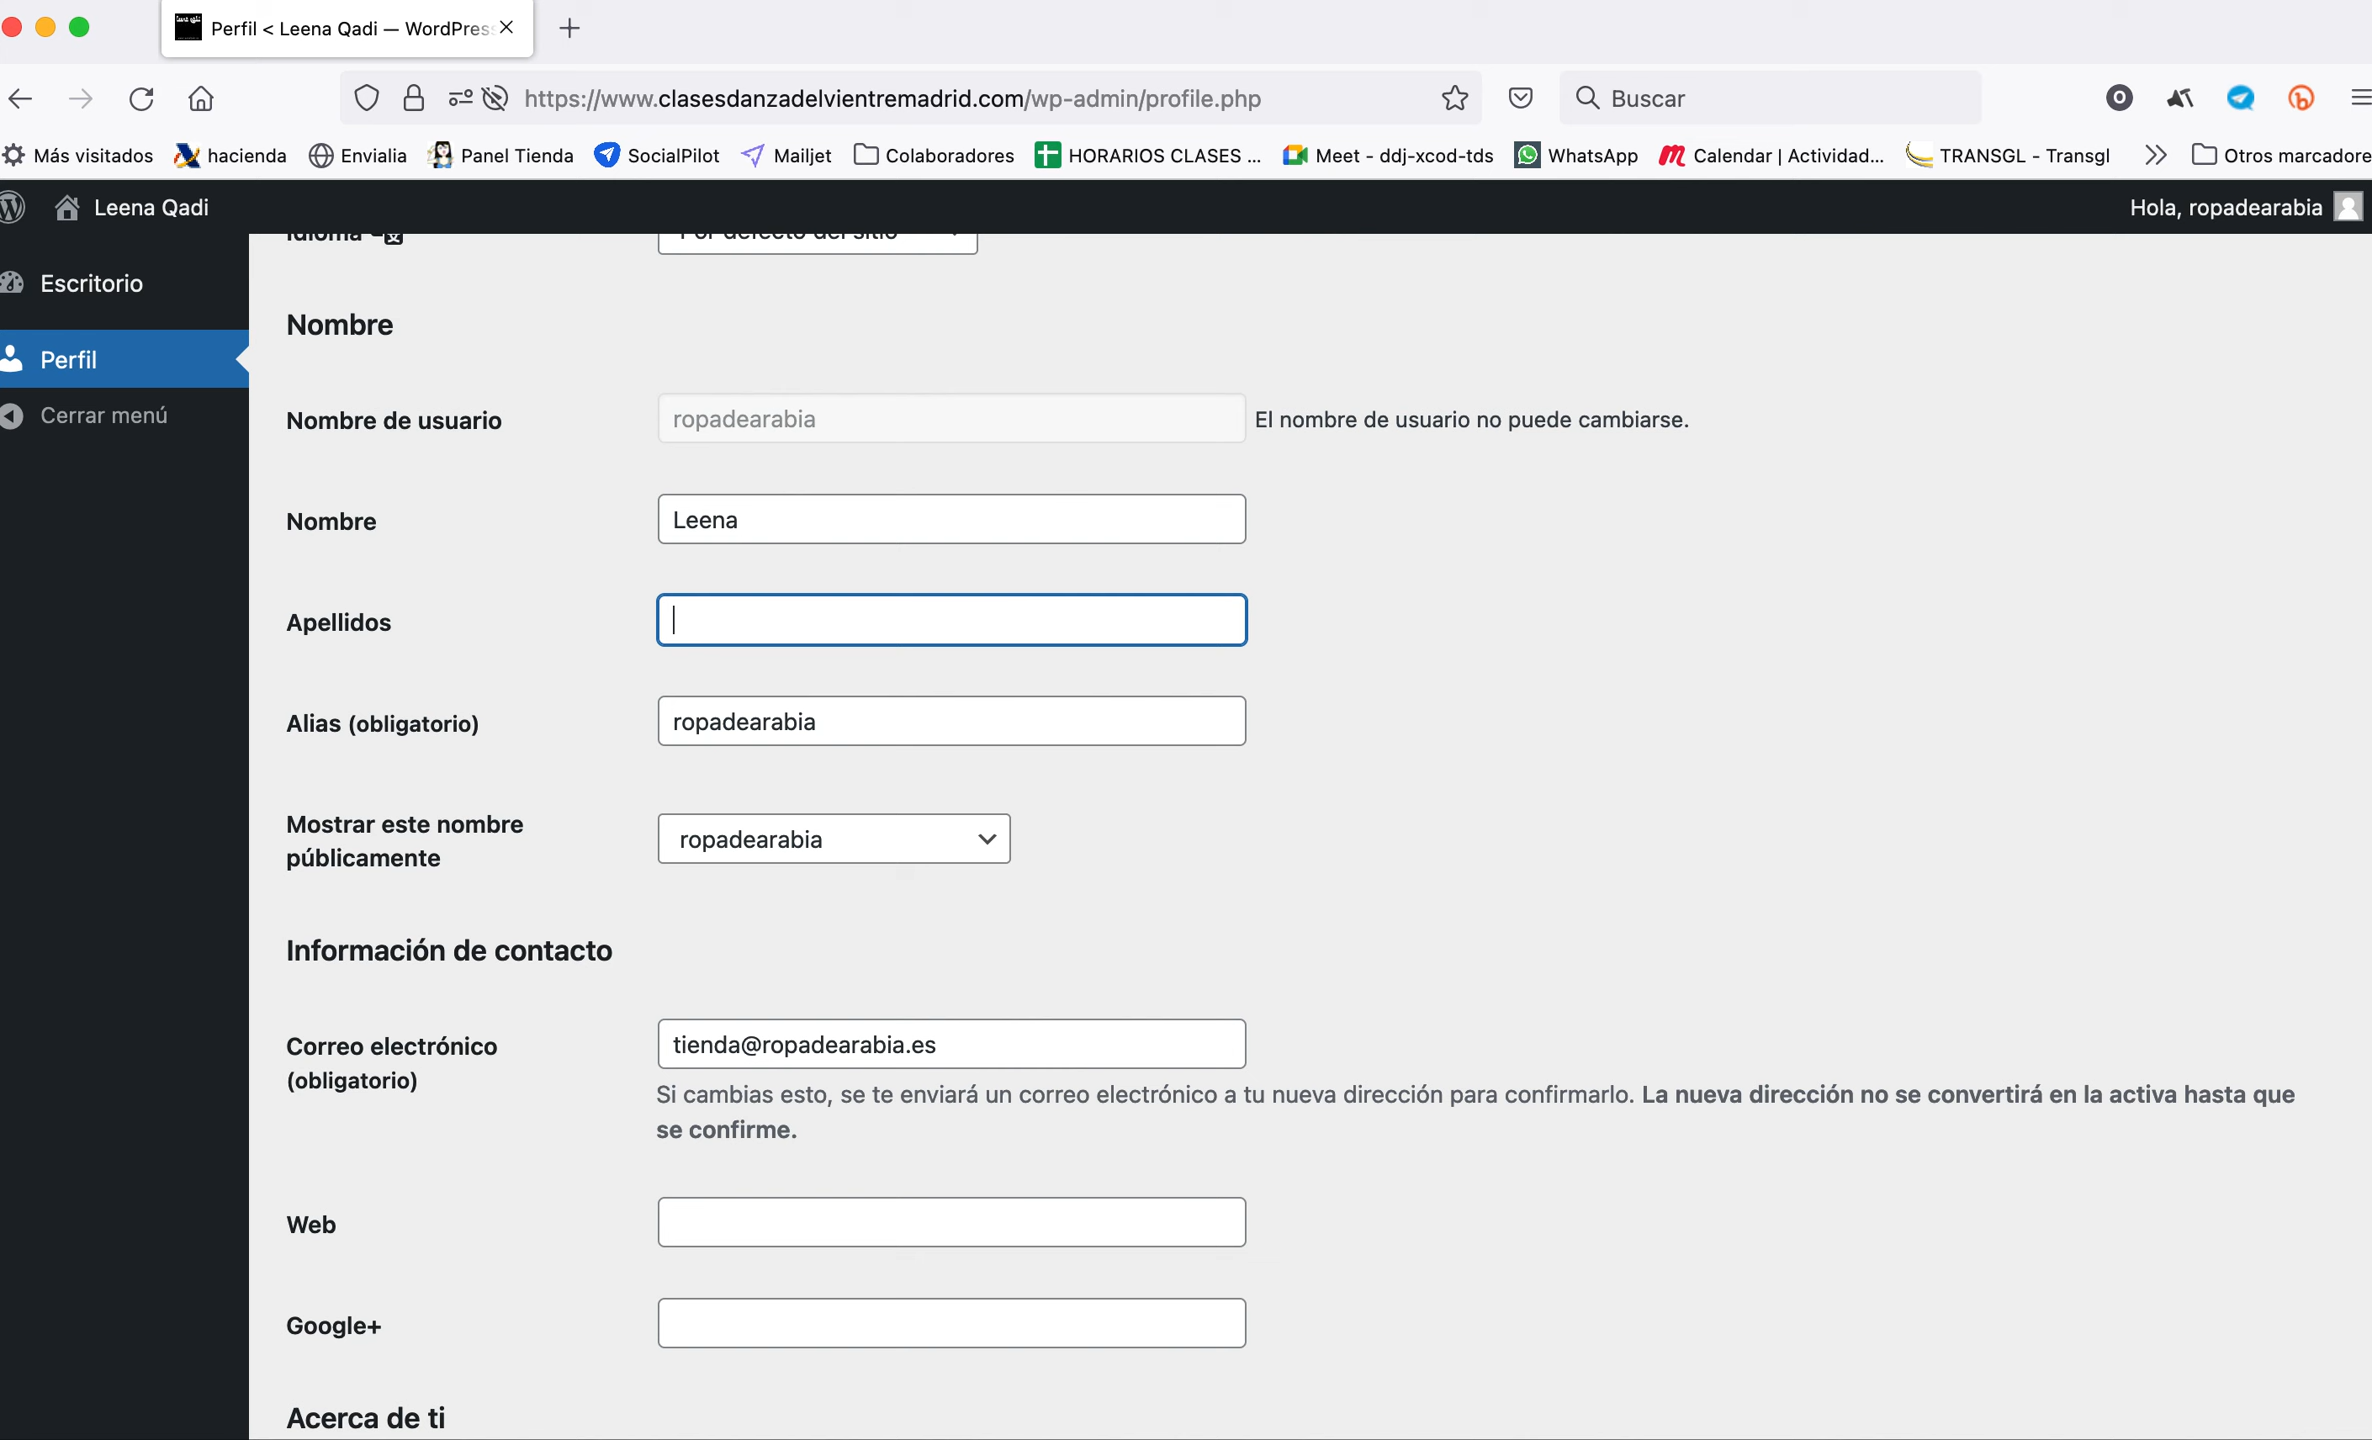 Perfil < Leena Qadi — WordPres
https://www.clasesdanzadelvientremadrid.com/wp-admin/profile.php
Buscar
Más visitados hacienda Envialia Panel Tienda SocialPilot Mailjet Colaboradores HORARIOS CLASES ... Meet - ddj-xcod-tds WhatsApp Calendar | Actividad... TRANSGL - Transgl Otros marcadore
Leena Qadi
Hola, ropadearabia
Idioma Por defecto del sitio
Escritorio
Perfil
Cerrar menú
Nombre
Nombre de usuario ropadearabia El nombre de usuario no puede cambiarse.
Nombre Leena
Apellidos
Alias (obligatorio) ropadearabia
Mostrar este nombre
públicamente
ropadearabia
Información de contacto
Correo electrónico
(obligatorio)
tienda@ropadearabia.es
Si cambias esto, se te enviará un correo electrónico a tu nueva dirección para confirmarlo. La nueva dirección no se convertirá en la activa hasta que
se confirme.
Web
Google+
Acerca de ti